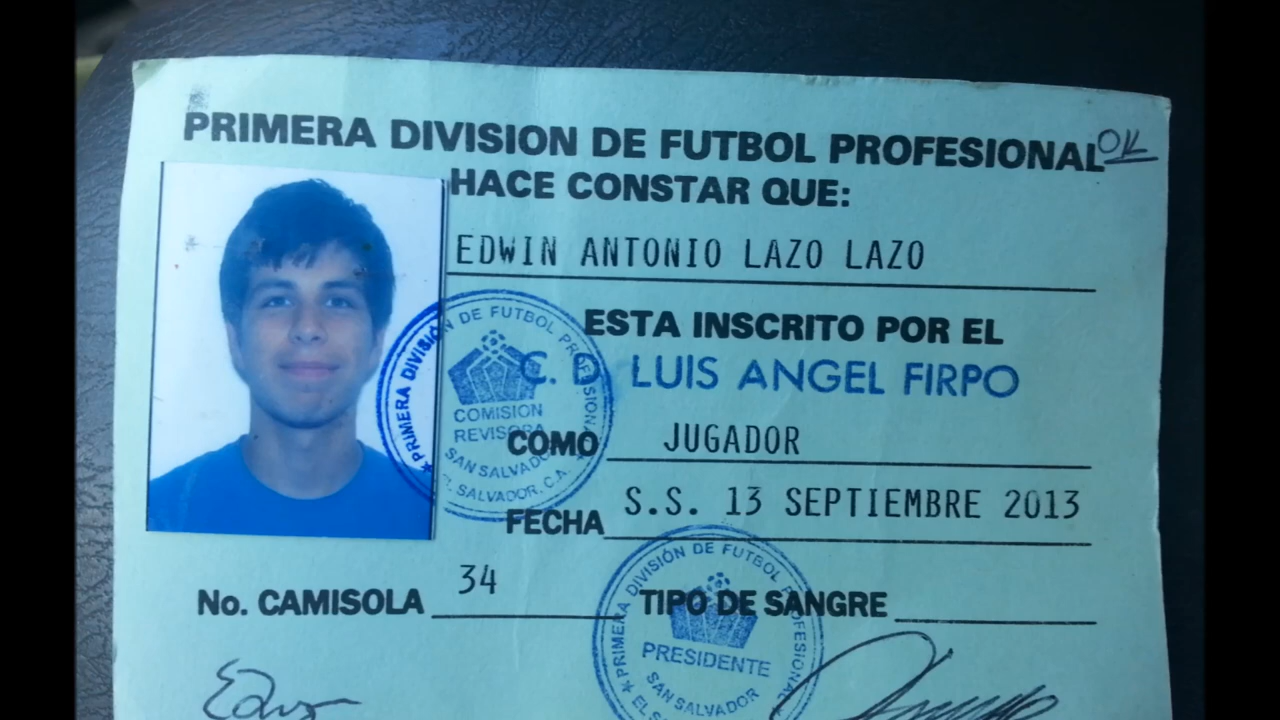 PRIMERA DIVISION DE FUTBOL PROFESIONAL OK
HACE CONSTAR QUE:
EDWIN ANTONIO LAZO LAZO
ESTA INSCRITO POR EL
C. D. LUIS ANGEL FIRPO
COMO JUGADOR
FECHA S.S. 13 SEPTIEMBRE 2013
No. CAMISOLA 34 TIPO DE SANGRE
PRIMERA DIVISIÓN DE FUTBOL PROFESIONAL
COMISION
REVISORA
SAN SALVADOR
EL SALVADOR, C.A.
PRIMERA DIVISIÓN DE FUTBOL PROFESIONAL
PRESIDENTE
SAN SALVADOR